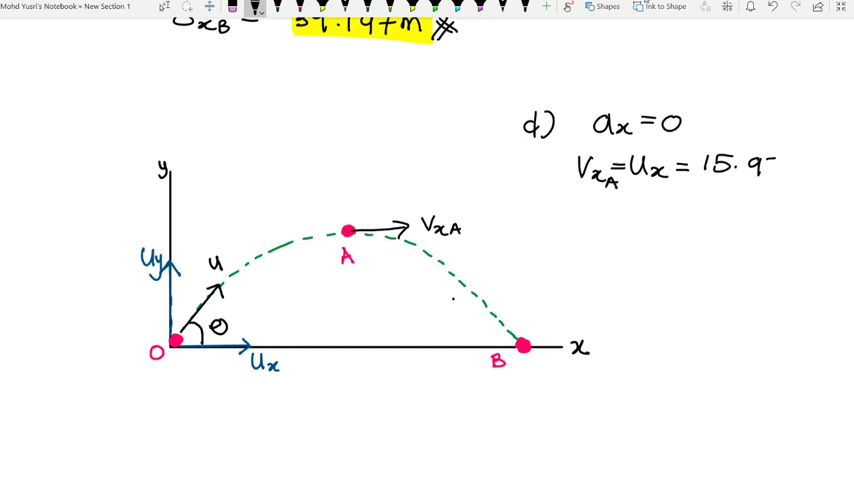 Mohd Yusri's Notebook » New Section 1
Shapes
Ink to Shape
d) ax = 0
VxA = Ux = 15.9
y
VxA
A
Uy
u
θ
O
Ux
B
x